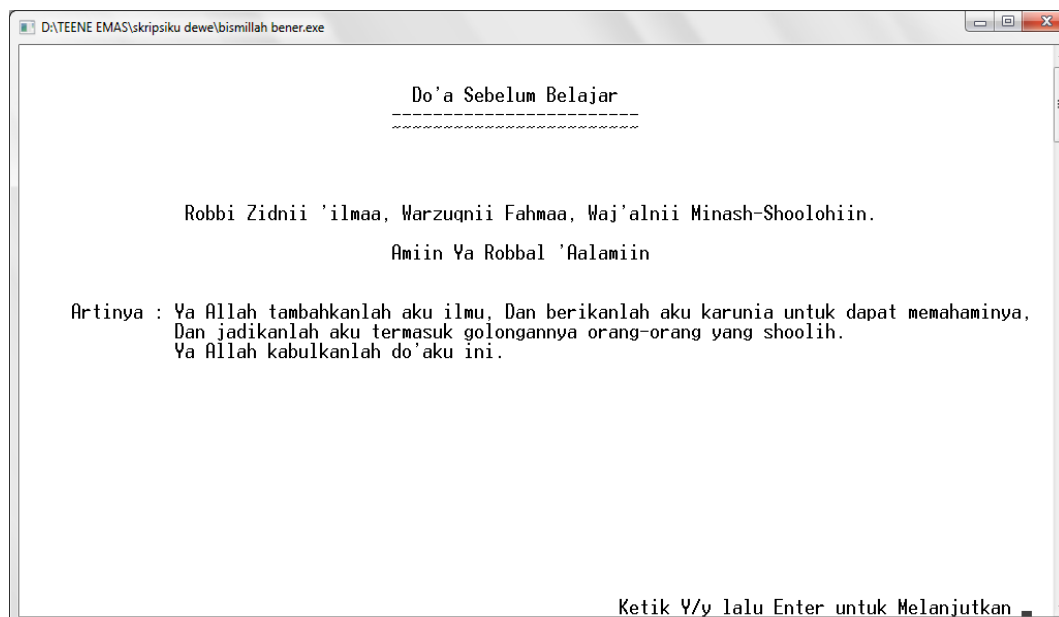 D:\TEENE EMAS\skripsiku dewe\bismillah bener.exe
Do'a Sebelum Belajar
------------------------
~~~~~~~~~~~~~~~~~~~~~~~~
Robbi Zidnii 'ilmaa, Warzuqnii Fahmaa, Waj'alnii Minash-Shoolohiin.
Amiin Ya Robbal 'Aalamiin
Artinya : Ya Allah tambahkanlah aku ilmu, Dan berikanlah aku karunia untuk dapat memahaminya,
Dan jadikanlah aku termasuk golongannya orang-orang yang shoolih.
Ya Allah kabulkanlah do'aku ini.
Ketik Y/y lalu Enter untuk Melanjutkan